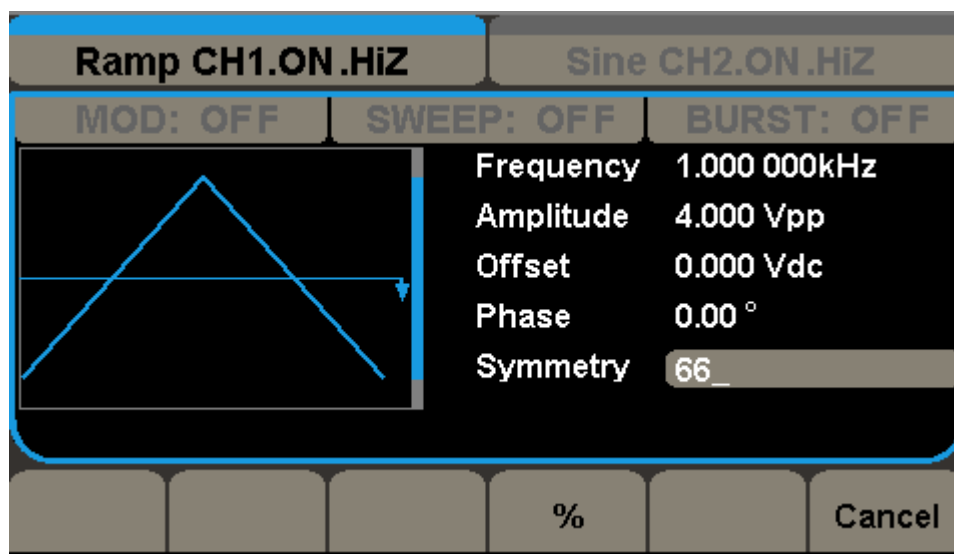 Ramp CH1.ON.HiZ Sine CH2.ON.HiZ
MOD: OFF SWEEP: OFF BURST: OFF
Frequency 1.000 000kHz
Amplitude 4.000 Vpp
Offset 0.000 Vdc
Phase 0.00 °
Symmetry 66_
% Cancel